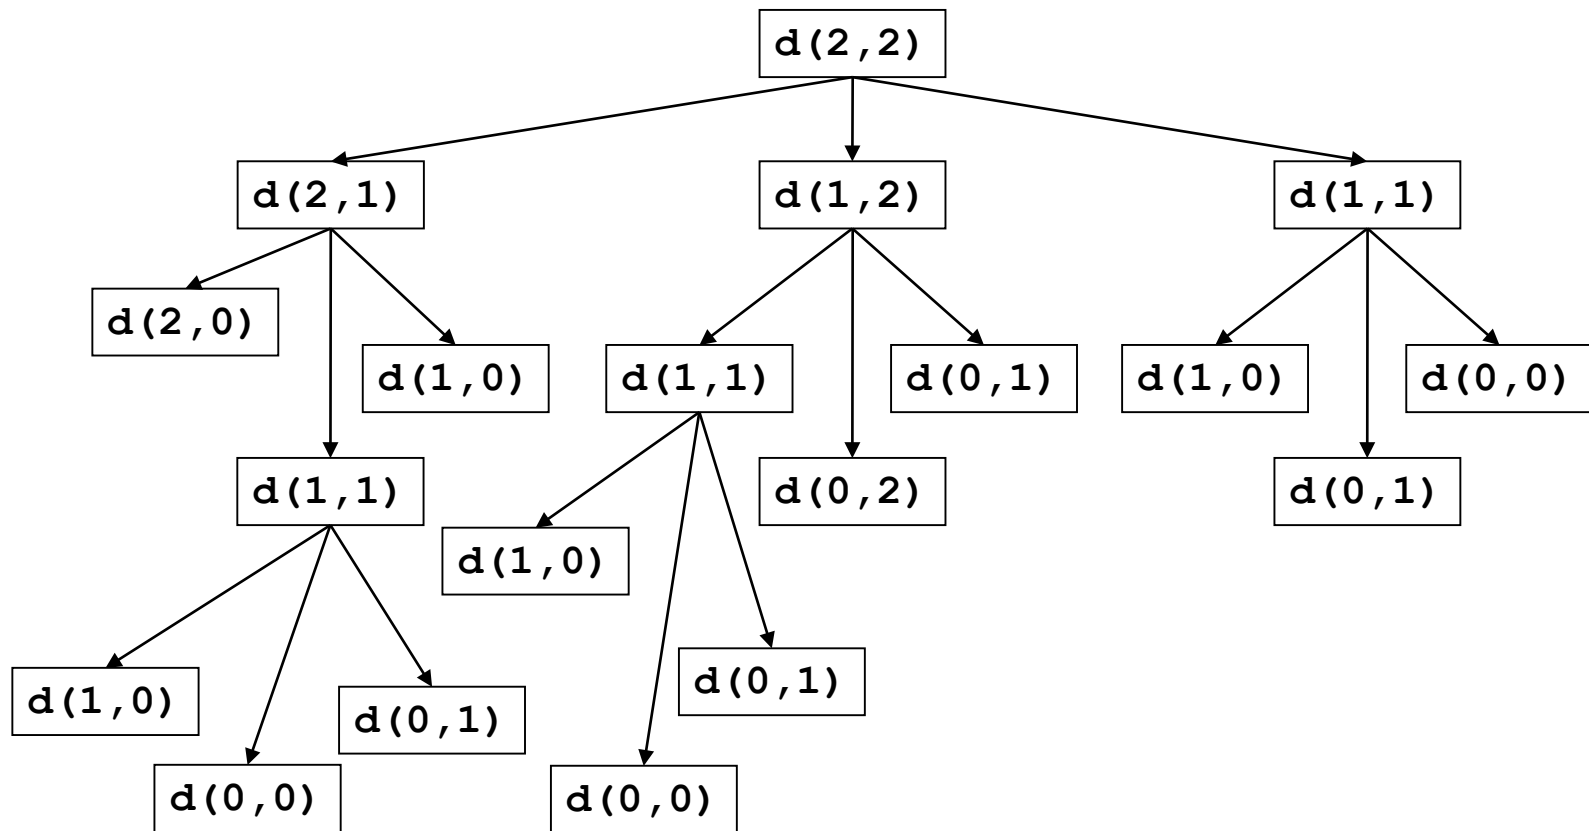 d(2,2)
d(2,1)
d(1,2)
d(1,1)
d(2,0)
d(1,0)
d(1,1)
d(0,1)
d(1,0)
d(0,0)
d(1,1)
d(0,2)
d(0,1)
d(1,0)
d(0,1)
d(1,0)
d(0,1)
d(0,0)
d(0,0)